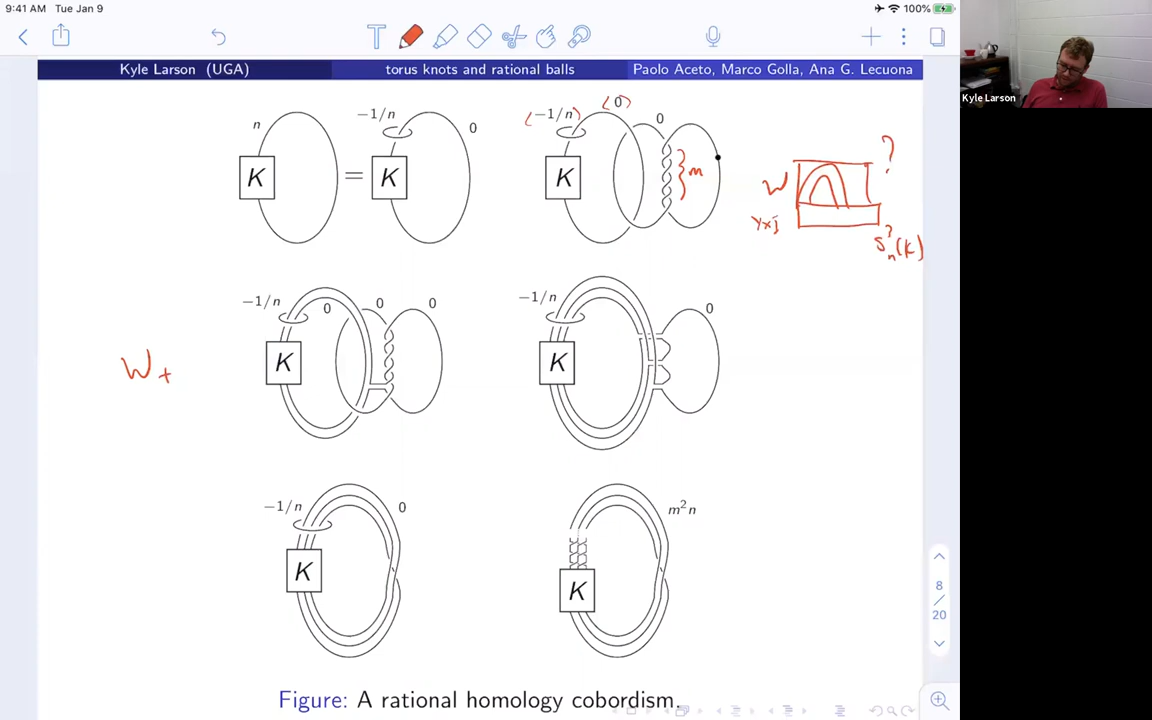 9:41 AM Tue Jan 9
100%
Kyle Larson (UGA)
torus knots and rational balls
Paolo Aceto, Marco Golla, Ana G. Lecuona
Kyle Larson
n
K
=
-1/n
K
0
(-1/n)
(0)
K
0
m
W
?
Y×I
S³ₙ(K)
W+
-1/n
0
0
0
K
-1/n
K
0
-1/n
K
0
K
m²n
8
/
20
Figure: A rational homology cobordism.